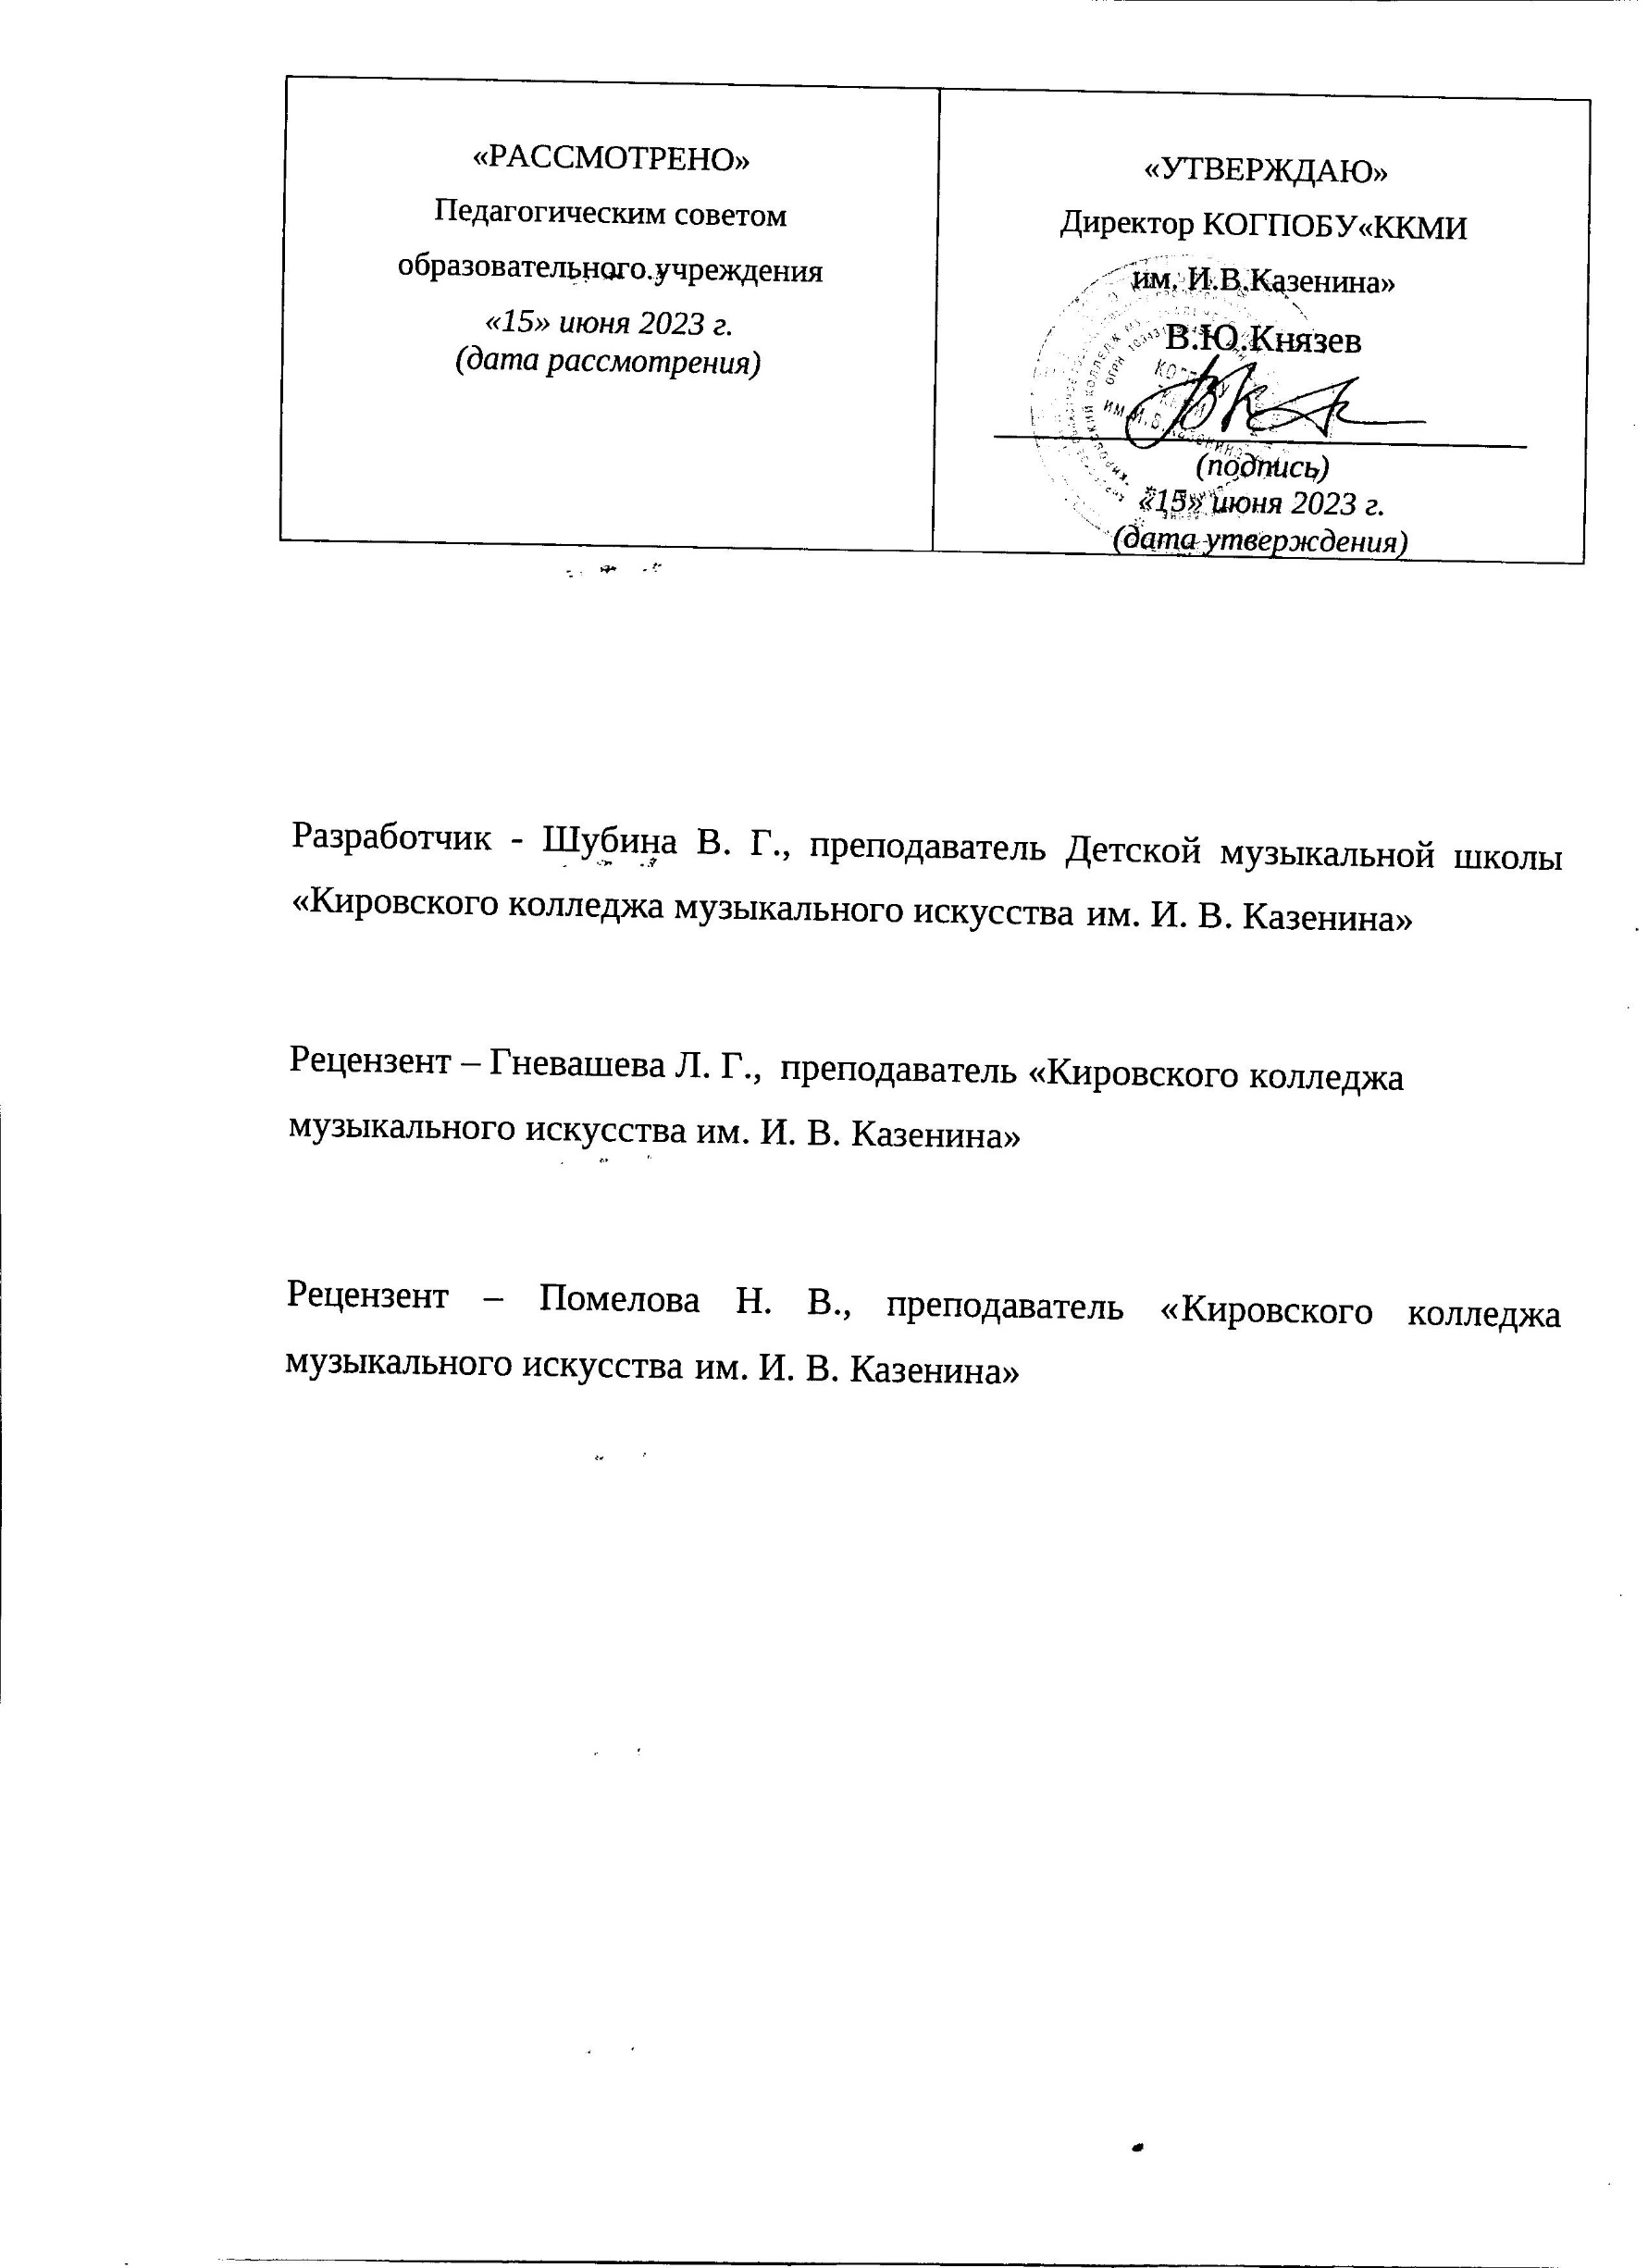 «РАССМОТРЕНО»
Педагогическим советом
образовательного учреждения
«15» июня 2023 г.
(дата рассмотрения)
«УТВЕРЖДАЮ»
Директор КОГПОБУ«ККМИ
им. И.В.Казенина»
В.Ю.Князев
(подпись)
«15» июня 2023 г.
(дата утверждения)
Разработчик - Шубина В. Г., преподаватель Детской музыкальной школы
«Кировского колледжа музыкального искусства им. И. В. Казенина»
Рецензент – Гневашева Л. Г., преподаватель «Кировского колледжа
музыкального искусства им. И. В. Казенина»
Рецензент – Помелова Н. В., преподаватель «Кировского колледжа
музыкального искусства им. И. В. Казенина»